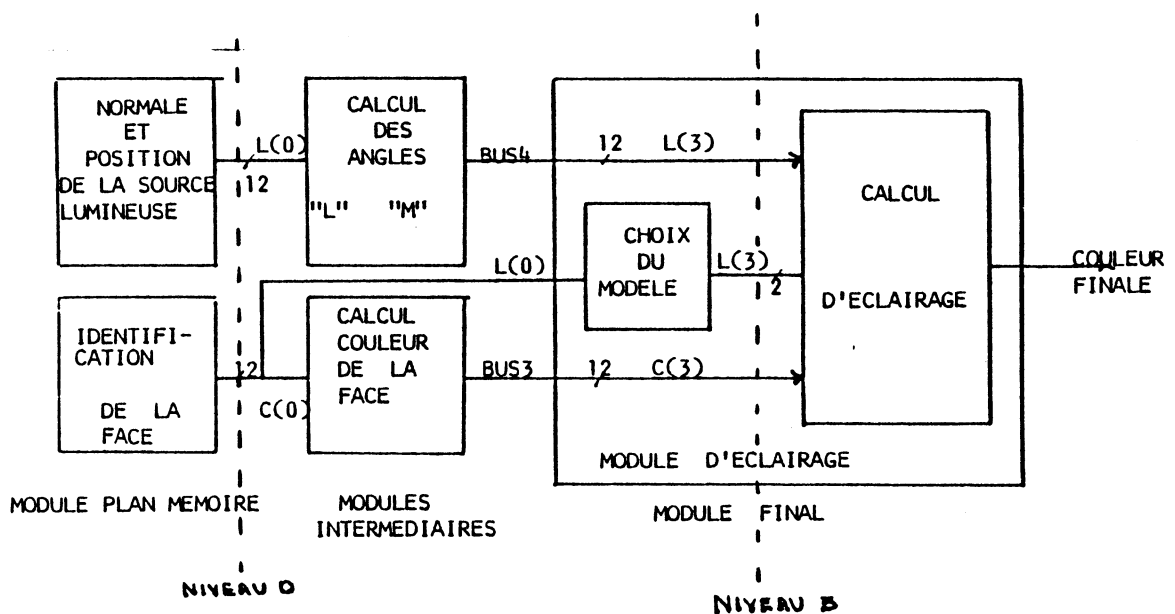 NORMALE
ET
POSITION
DE LA SOURCE
LUMINEUSE
L(0)
12
CALCUL
DES
ANGLES
"L" "M"
BUS4
12 L(3)
CALCUL
D'ECLAIRAGE
CHOIX
DU
MODELE
L(0)
L(3)
2
COULEUR
FINALE
IDENTIFI-
CATION
DE LA
FACE
12
C(0)
CALCUL
COULEUR
DE LA
FACE
BUS3
12 C(3)
MODULE D'ECLAIRAGE
MODULE PLAN MEMOIRE
MODULES
INTERMEDIAIRES
MODULE FINAL
NIVEAU 0
NIVEAU 3